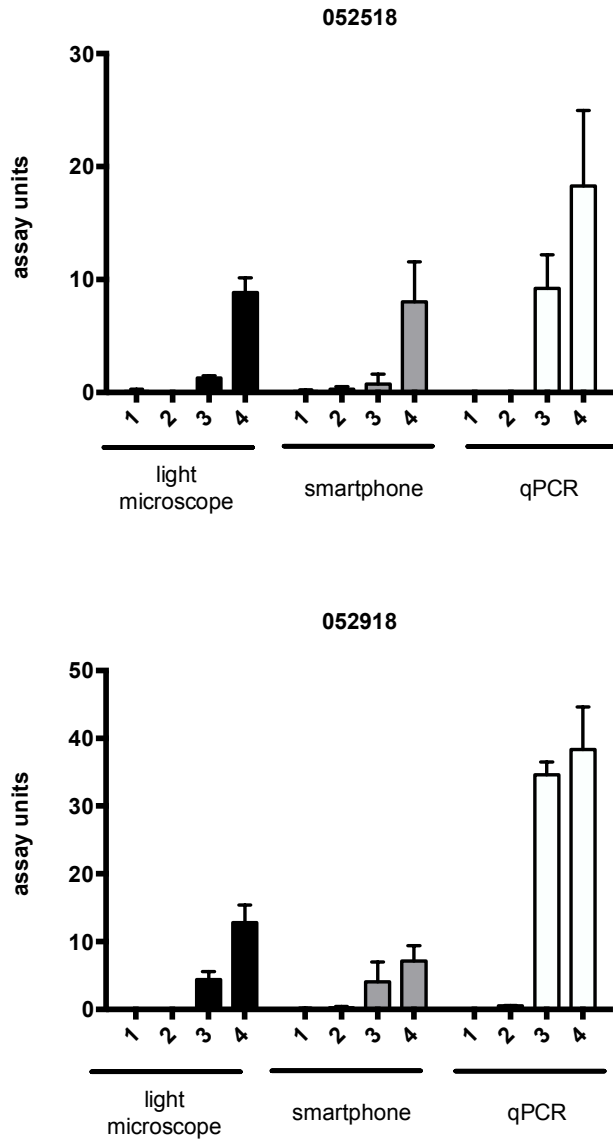 052518
30
20
10
0
assay units
1 2 3 4 1 2 3 4 1 2 3 4
light
microscope
smartphone
qPCR
052918
50
40
30
20
10
0
assay units
1 2 3 4 1 2 3 4 1 2 3 4
light
microscope
smartphone
qPCR